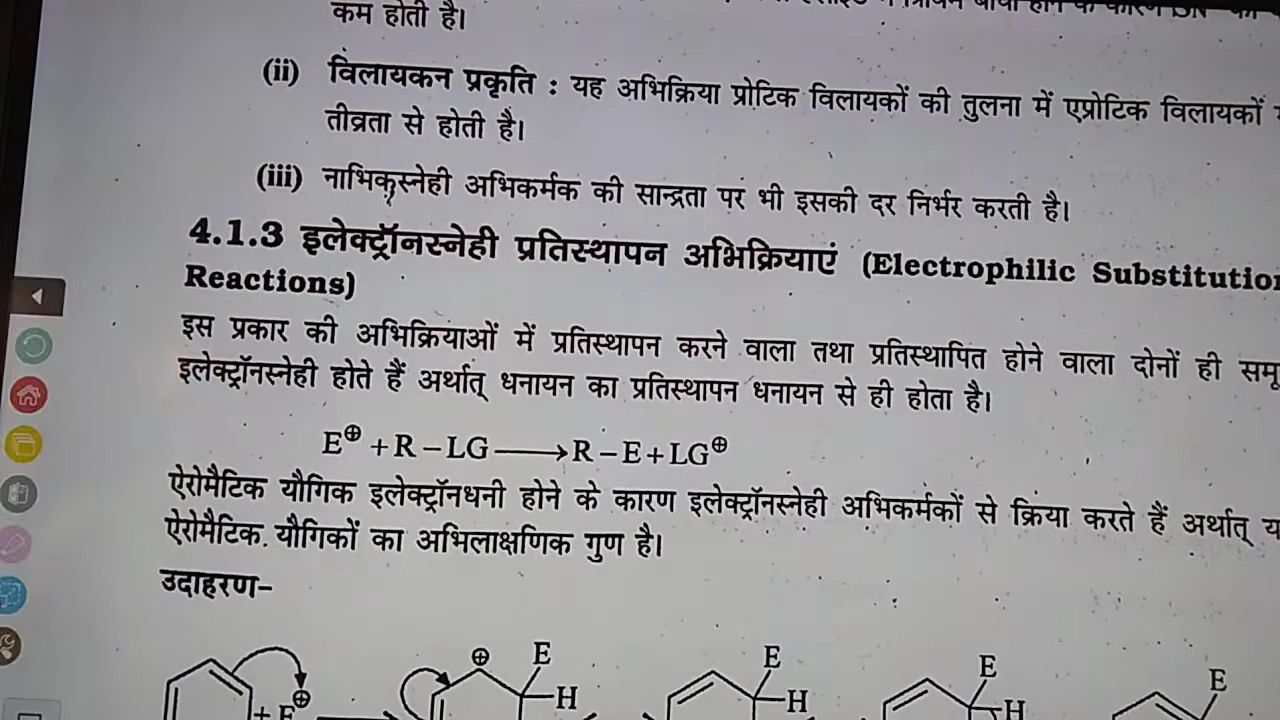 के कारण
कम होती है।
(ii) विलायकन प्रकृति : यह अभिक्रिया प्रोटिक विलायकों की तुलना में एप्रोटिक विलायकों
तीव्रता से होती है।
(iii) नाभिकस्नेही अभिकर्मक की सान्द्रता पर भी इसकी दर निर्भर करती है।
4.1.3 इलेक्ट्रॉनस्नेही प्रतिस्थापन अभिक्रियाएं (Electrophilic Substitution
Reactions)
इस प्रकार की अभिक्रियाओं में प्रतिस्थापन करने वाला तथा प्रतिस्थापित होने वाला दोनों ही समू
इलेक्ट्रॉनस्नेही होते हैं अर्थात् धनायन का प्रतिस्थापन धनायन से ही होता है।
E⊕ + R – LG ⟶ R – E + LG⊕
ऐरोमैटिक यौगिक इलेक्ट्रॉनधनी होने के कारण इलेक्ट्रॉनस्नेही अभिकर्मकों से क्रिया करते हैं अर्थात् य
ऐरोमैटिक यौगिकों का अभिलाक्षणिक गुण है।
उदाहरण–
⊕ E E E E
+ E⊕ H H H